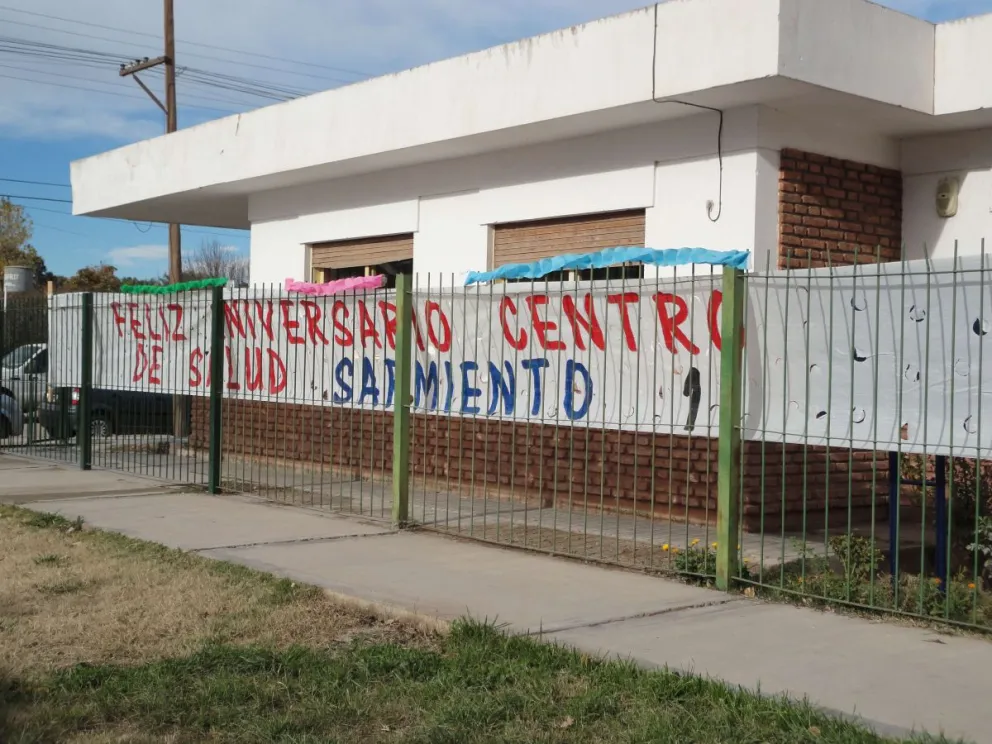 FELIZ ANIVERSARIO CENTRO
DE SALUD SARMIENTO